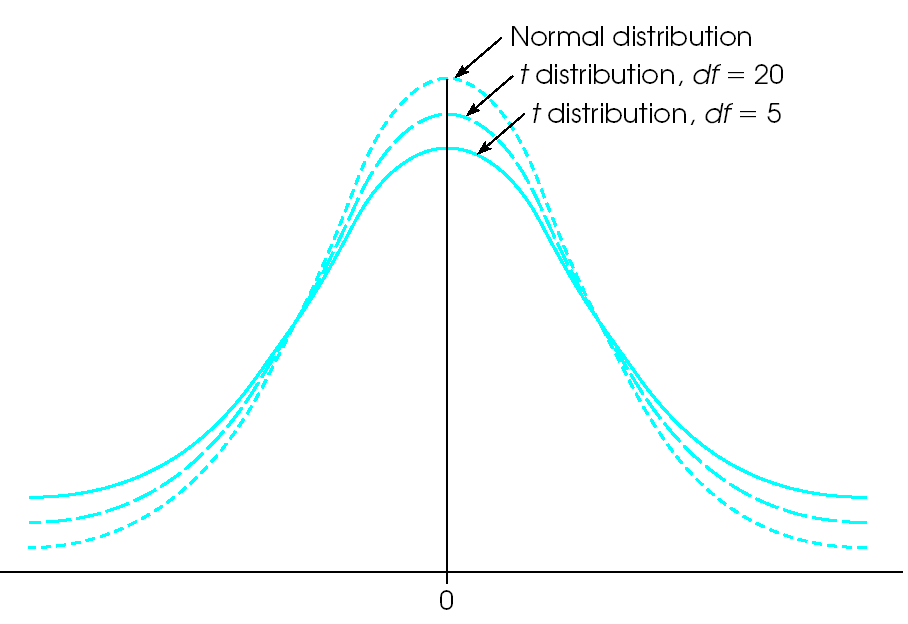 Normal distribution
t distribution, df = 20
t distribution, df = 5
0